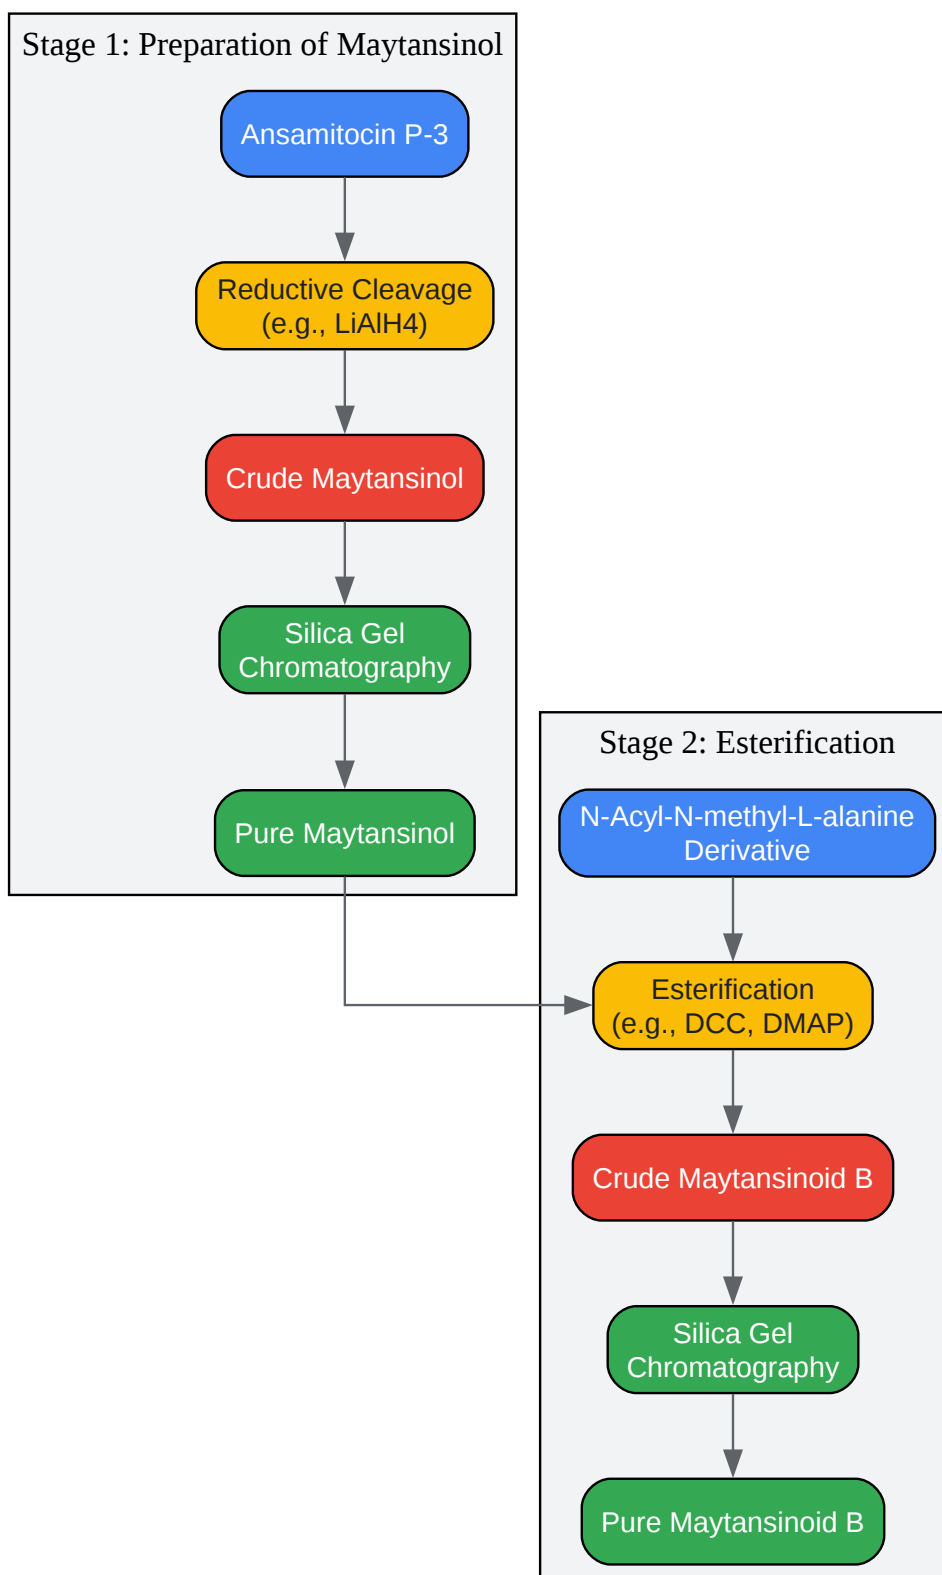 Stage 1: Preparation of Maytansinol
Ansamitocin P-3
Reductive Cleavage
(e.g., LiAlH4)
Crude Maytansinol
Silica Gel
Chromatography
Pure Maytansinol
Stage 2: Esterification
N-Acyl-N-methyl-L-alanine
Derivative
Esterification
(e.g., DCC, DMAP)
Crude Maytansinoid B
Silica Gel
Chromatography
Pure Maytansinoid B